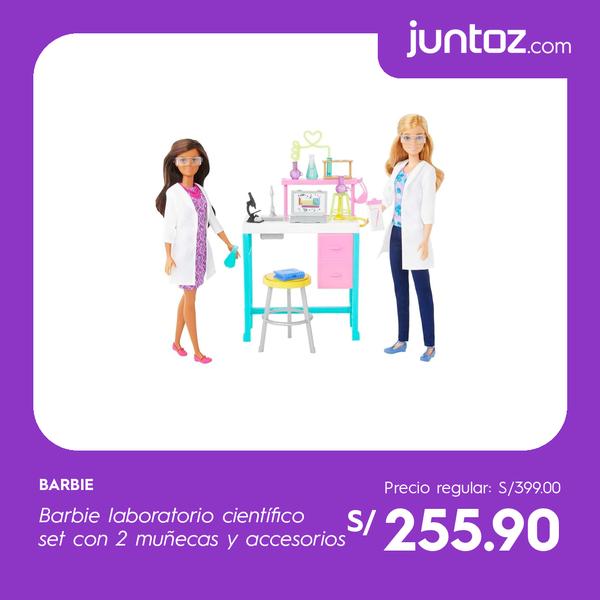 juntoz.com
BARBIE
Barbie laboratorio científico
set con 2 muñecas y accesorios
Precio regular: S/399.00
S/ 255.90